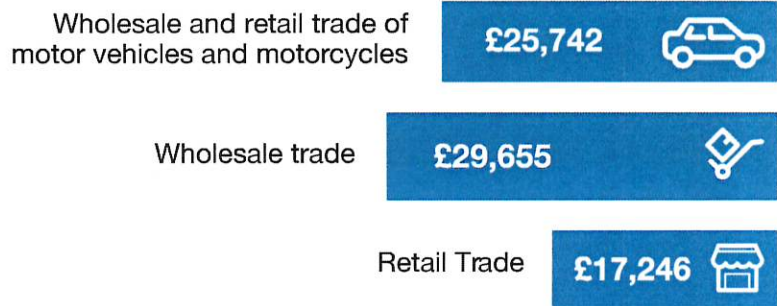 Wholesale and retail trade of
motor vehicles and motorcycles
£25,742
Wholesale trade
£29,655
Retail Trade
£17,246